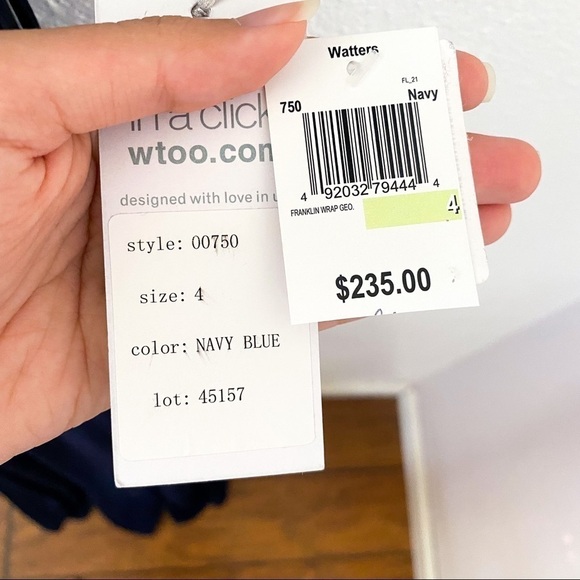 in a click
wtoo.com
designed with love in
style: 00750
size: 4
color: NAVY BLUE
lot: 45157
Watters
FL_21
750
Navy
4 92032 79444 4
FRANKLIN WRAP GEO.
4
$235.00